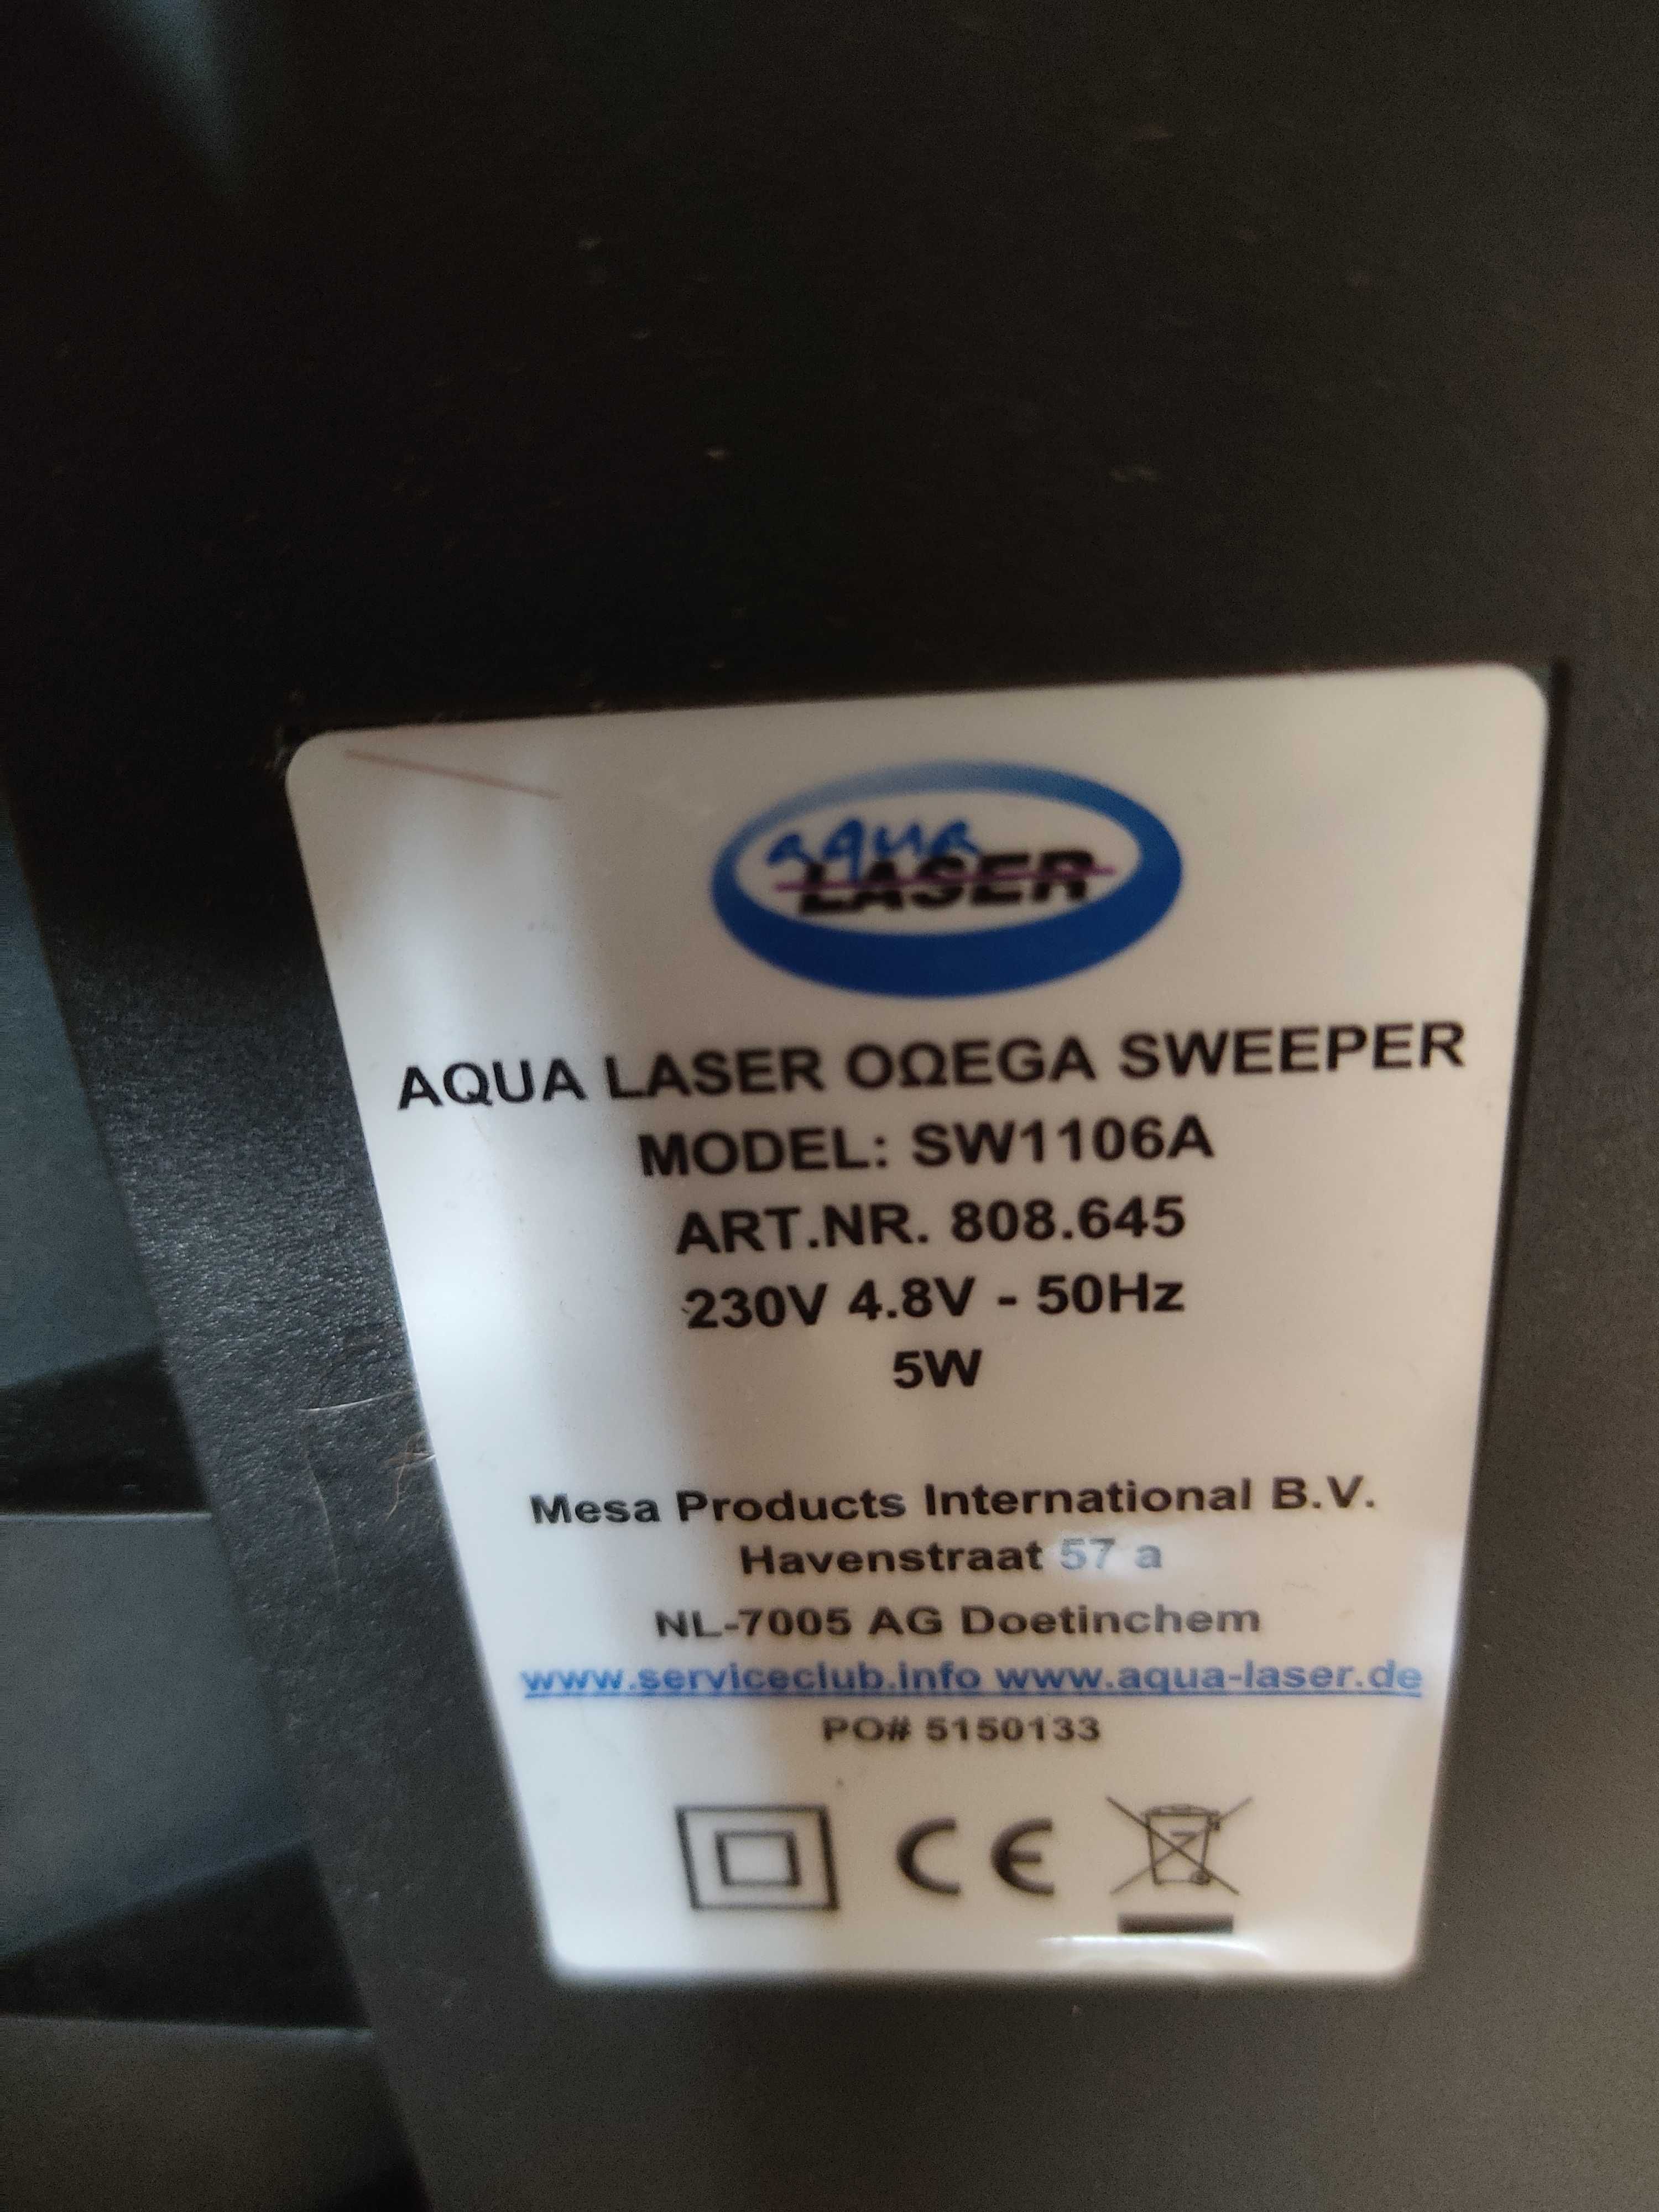 aqua
LASER
AQUA LASER OΩEGA SWEEPER
MODEL: SW1106A
ART.NR. 808.645
230V 4.8V - 50Hz
5W
Mesa Products International B.V.
Havenstraat 57 a
NL-7005 AG Doetinchem
www.serviceclub.info www.aqua-laser.de
PO# 5150133
CE